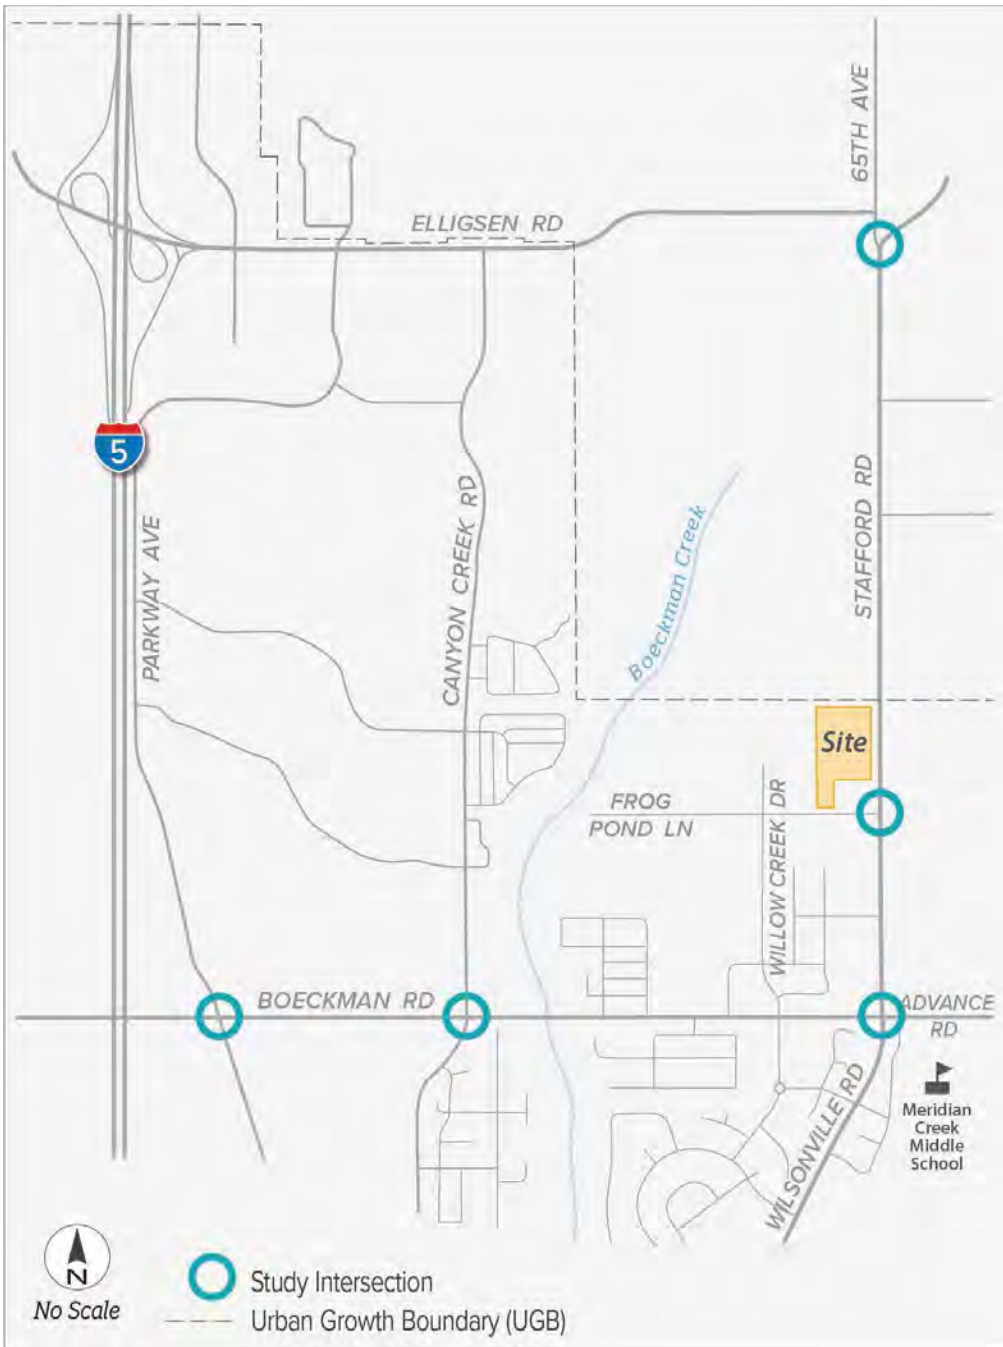 65TH AVE
ELLIGSEN RD
5
STAFFORD RD
CANYON CREEK RD
PARKWAY AVE
Boeckman Creek
Site
FROG
POND LN
WILLOW CREEK DR
BOECKMAN RD
ADVANCE
RD
WILSONVILLE RD
Meridian
Creek
Middle
School
N
No Scale
Study Intersection
Urban Growth Boundary (UGB)